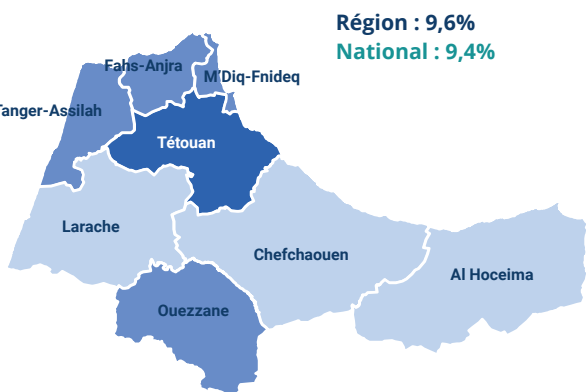 Région : 9,6%
National : 9,4%
Fahs-Anjra
M'Diq-Fnideq
Tanger-Assilah
Tétouan
Larache
Chefchaouen
Al Hoceima
Ouezzane